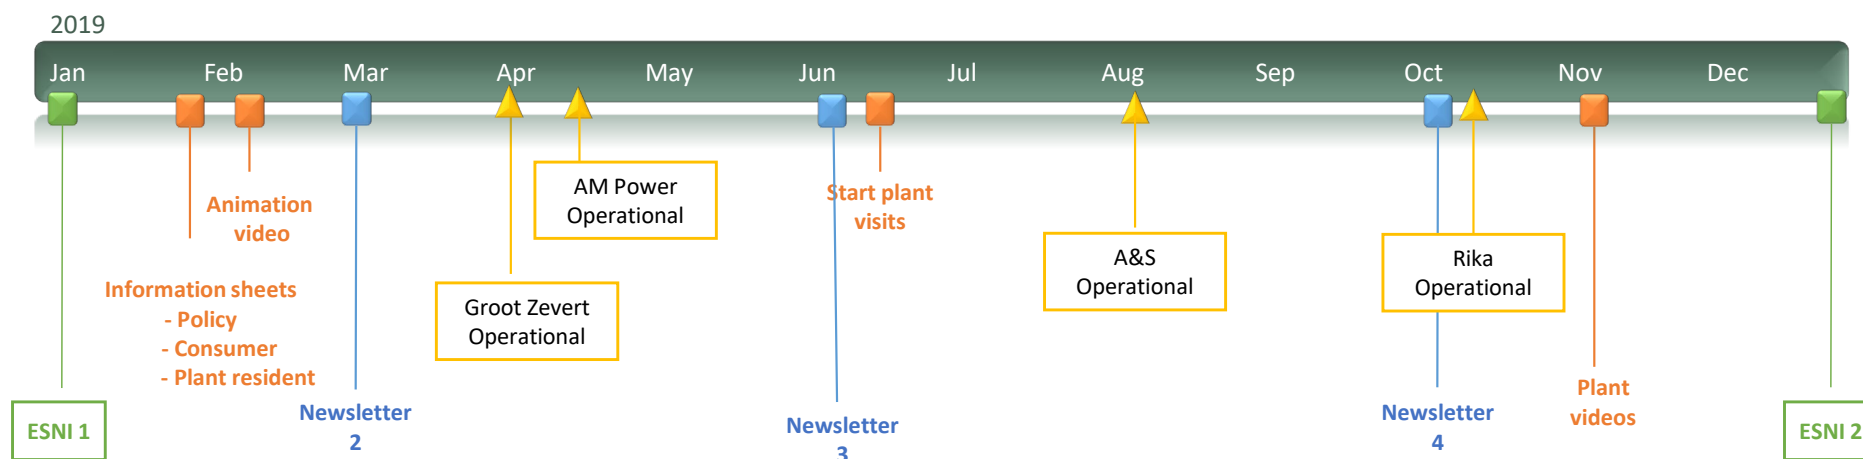 2019
Jan Feb Mar Apr May Jun Jul Aug Sep Oct Nov Dec
Animation
video
Information sheets
- Policy
- Consumer
- Plant resident
ESNI 1
Newsletter
2
Groot Zevert
Operational
AM Power
Operational
Start plant
visits
Newsletter
3
A&S
Operational
Rika
Operational
Newsletter
4
Plant
videos
ESNI 2